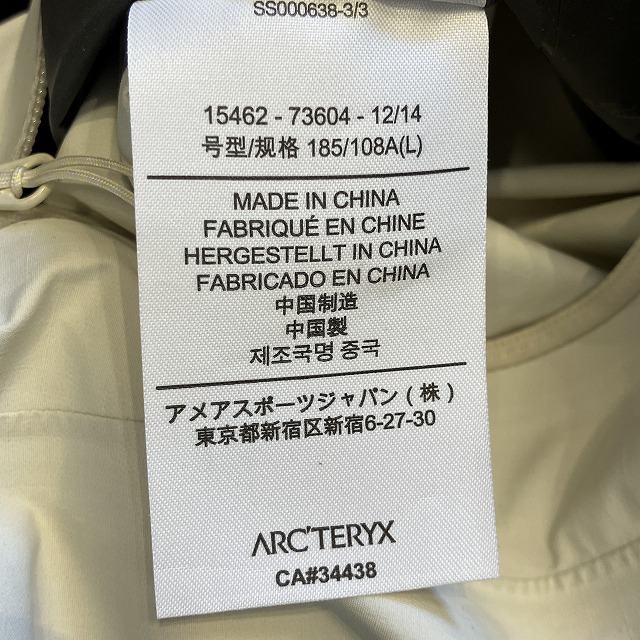 SS000638-3/3
15462 - 73604 - 12/14
号型/规格 185/108A(L)
MADE IN CHINA
FABRIQUÉ EN CHINE
HERGESTELLT IN CHINA
FABRICADO EN CHINA
中国制造
中国製
제조국명 중국
アメアスポーツジャパン ( 株 )
東京都新宿区新宿6-27-30
ARC'TERYX
CA#34438